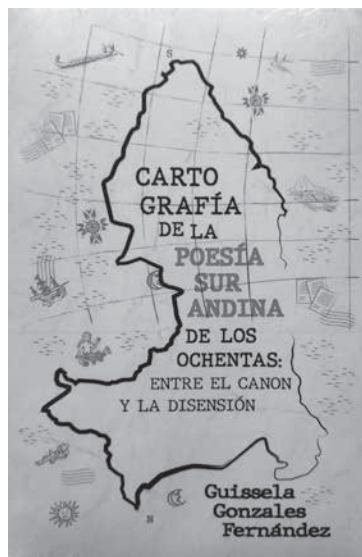 S
CARTO
GRAFÍA
DE LA
POESÍA
SUR
ANDINA
DE LOS
OCHENTAS:
ENTRE EL CANON
Y LA DISENSIÓN
N
Guissela
Gonzales
Fernández